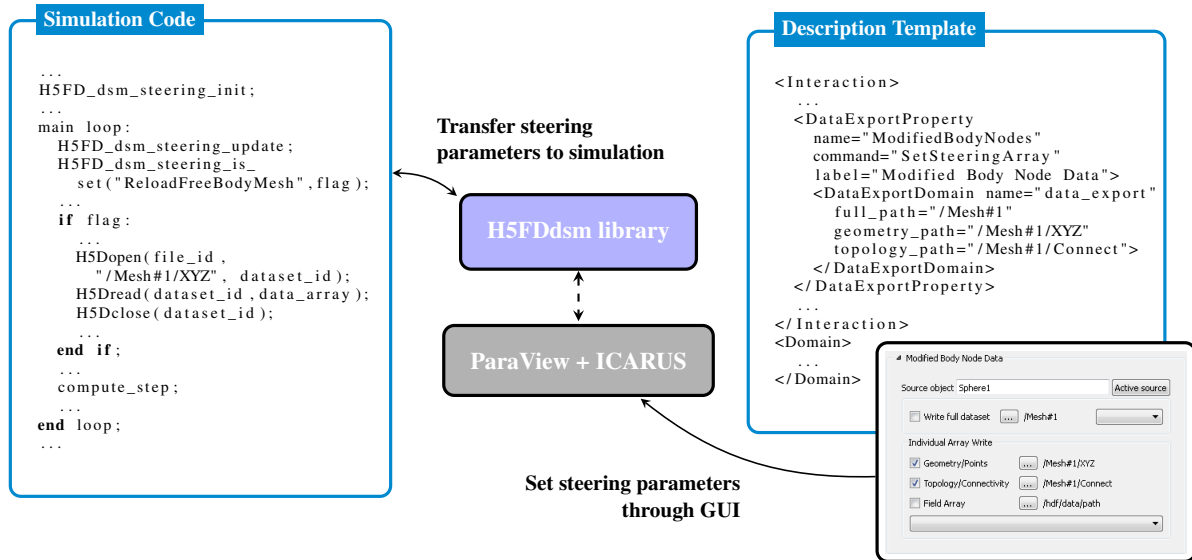 Simulation Code
...
H5FD_dsm_steering_init;
...
main loop:
H5FD_dsm_steering_update;
H5FD_dsm_steering_is_
set("ReloadFreeBodyMesh",flag);
...
if flag:
...
H5Dopen(file_id,
"/Mesh#1/XYZ", dataset_id);
H5Dread(dataset_id,data_array);
H5Dclose(dataset_id);
...
end if;
...
compute_step;
...
end loop;
...
Transfer steering
parameters to simulation
H5FDdsm library
ParaView + ICARUS
Set steering parameters
through GUI
Description Template
<Interaction>
...
<DataExportProperty
name="ModifiedBodyNodes"
command="SetSteeringArray"
label="Modified Body Node Data">
<DataExportDomain name="data_export"
full_path="/Mesh#1"
geometry_path="/Mesh#1/XYZ"
topology_path="/Mesh#1/Connect">
</DataExportDomain>
</DataExportProperty>
...
</Interaction>
<Domain>
...
</Domain>
Modified Body Node Data
Source object Sphere1 Active source
Write full dataset ... /Mesh#1
Individual Array Write
Geometry/Points ... /Mesh#1/XYZ
Topology/Connectivity ... /Mesh#1/Connect
Field Array ... /hdf/data/path